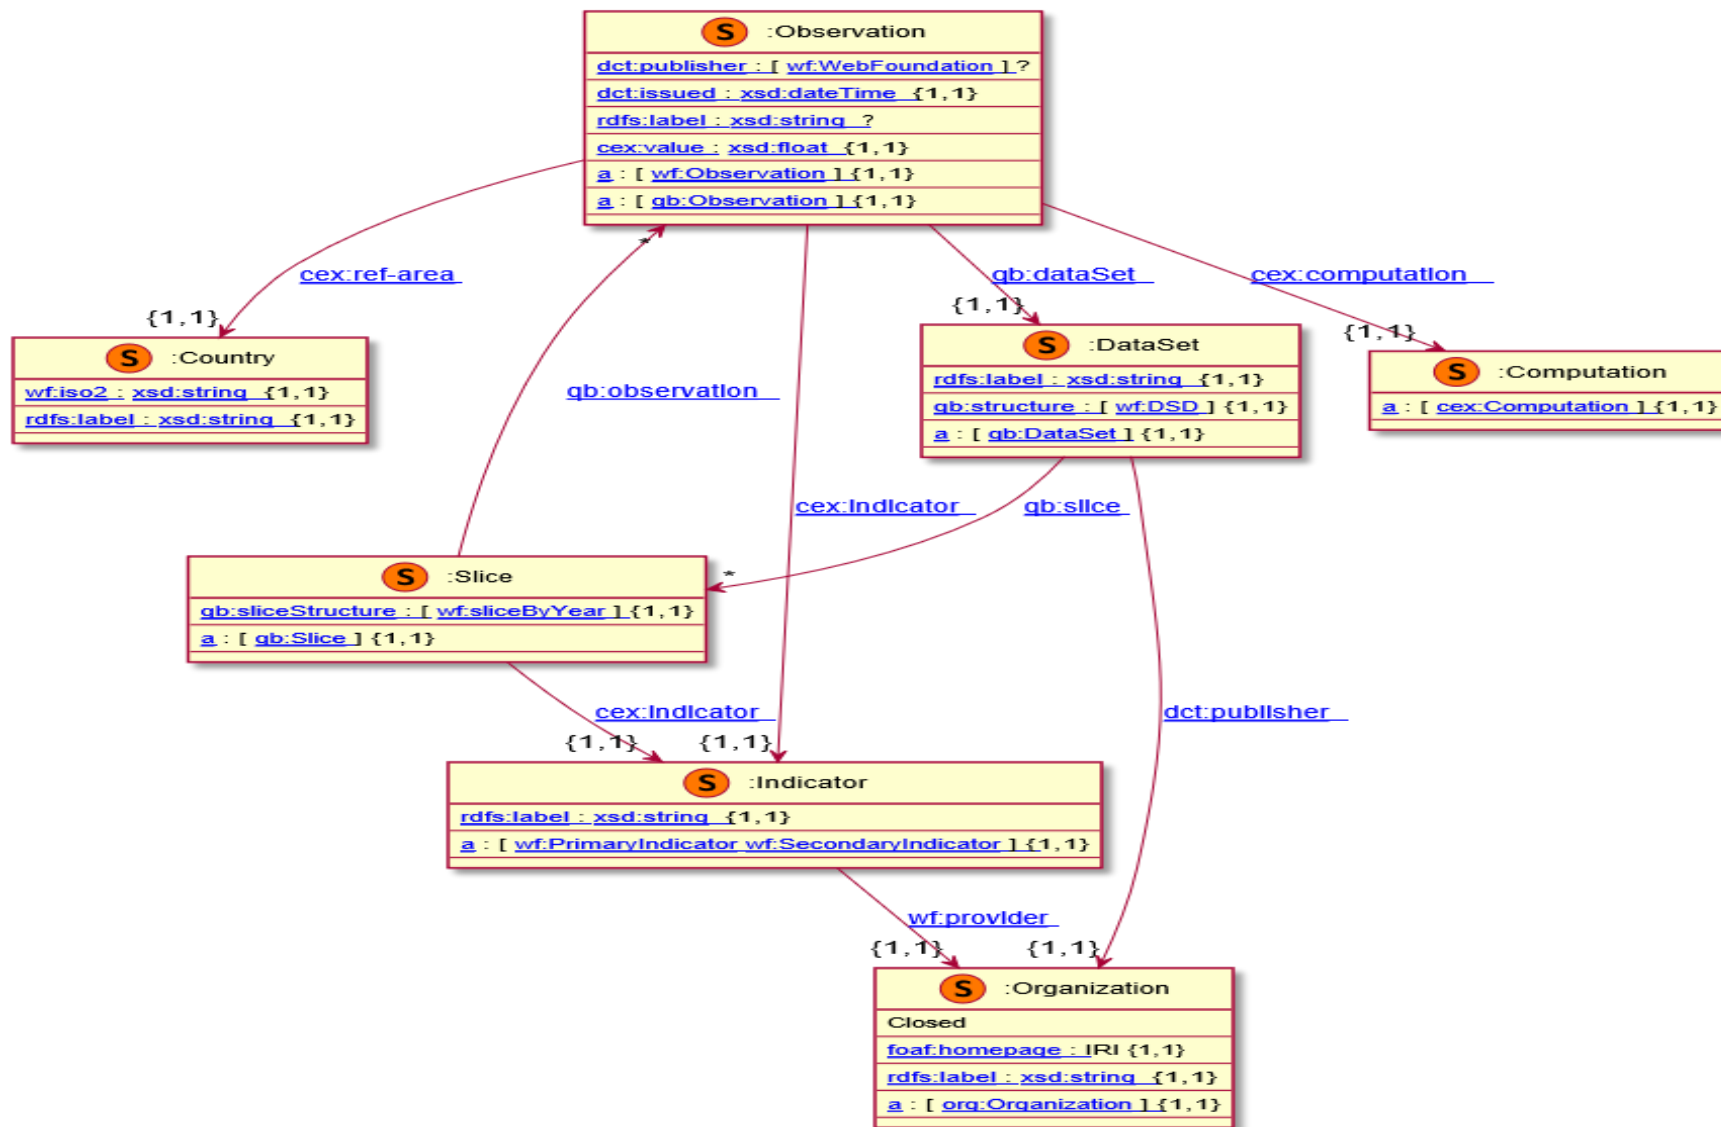 S :Observation
dct:publisher : [ wf:WebFoundation ] ?
dct:issued : xsd:dateTime {1,1}
rdfs:label : xsd:string ?
cex:value : xsd:float {1,1}
a : [ wf:Observation ] {1,1}
a : [ qb:Observation ] {1,1}
*
cex:ref-area
qb:dataSet
cex:computation
{1,1}
{1,1}
{1,1}
S :Country
wf:iso2 : xsd:string {1,1}
rdfs:label : xsd:string {1,1}
S :DataSet
rdfs:label : xsd:string {1,1}
qb:structure : [ wf:DSD ] {1,1}
a : [ qb:DataSet ] {1,1}
S :Computation
a : [ cex:Computation ] {1,1}
qb:observation
cex:indicator
qb:slice
*
S :Slice
qb:sliceStructure : [ wf:sliceByYear ] {1,1}
a : [ qb:Slice ] {1,1}
cex:indicator
dct:publisher
{1,1}
{1,1}
S :Indicator
rdfs:label : xsd:string {1,1}
a : [ wf:PrimaryIndicator wf:SecondaryIndicator ] {1,1}
wf:provider
{1,1}
{1,1}
S :Organization
Closed
foaf:homepage : IRI {1,1}
rdfs:label : xsd:string {1,1}
a : [ org:Organization ] {1,1}